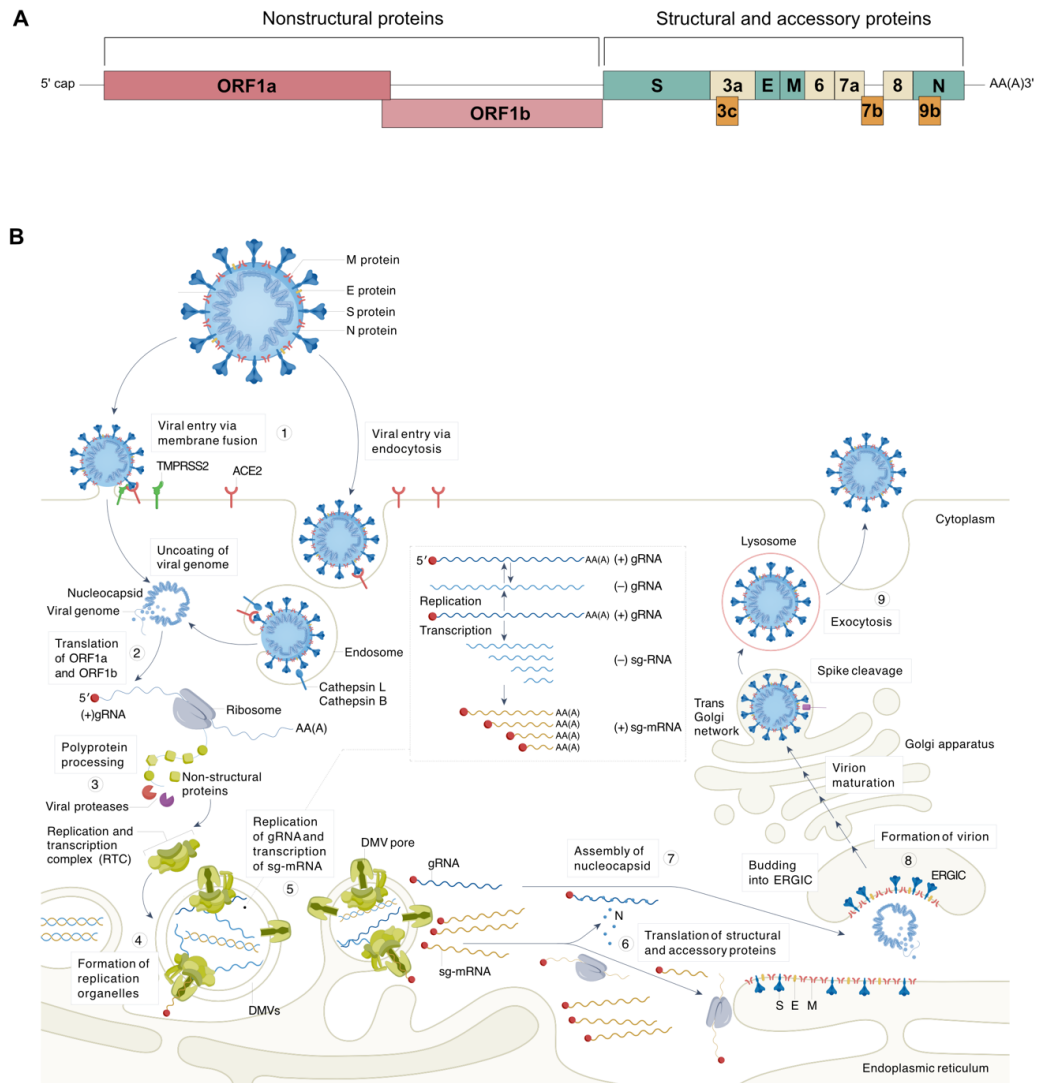 A
Nonstructural proteins
Structural and accessory proteins
5' cap
ORF1a
ORF1b
S
3a
E
M
6
7a
8
N
3c
7b
9b
AA(A)3'
B
M protein
E protein
S protein
N protein
Viral entry via
membrane fusion
1
Viral entry via
endocytosis
TMPRSS2
ACE2
Cytoplasm
Uncoating of
viral genome
Nucleocapsid
Viral genome
Endosome
Cathepsin L
Cathepsin B
Translation
of ORF1a
and ORF1b
2
5′
(+)gRNA
Ribosome
AA(A)
Polyprotein
processing
3
Viral proteases
Non-structural
proteins
Replication and
transcription
complex (RTC)
5′
AA(A) (+) gRNA
(−) gRNA
Replication
AA(A) (+) gRNA
Transcription
(−) sg-RNA
AA(A)
AA(A)
AA(A)
AA(A)
(+) sg-mRNA
Lysosome
9
Exocytosis
Spike cleavage
Trans
Golgi
network
Golgi apparatus
Virion
maturation
Replication
of gRNA and
transcription
of sg-mRNA
5
DMV pore
gRNA
sg-mRNA
4
Formation of
replication
organelles
DMVs
Assembly of
nucleocapsid
7
N
6
Translation of structural
and accessory proteins
Budding
into ERGIC
Formation of virion
8
ERGIC
S E M
Endoplasmic reticulum